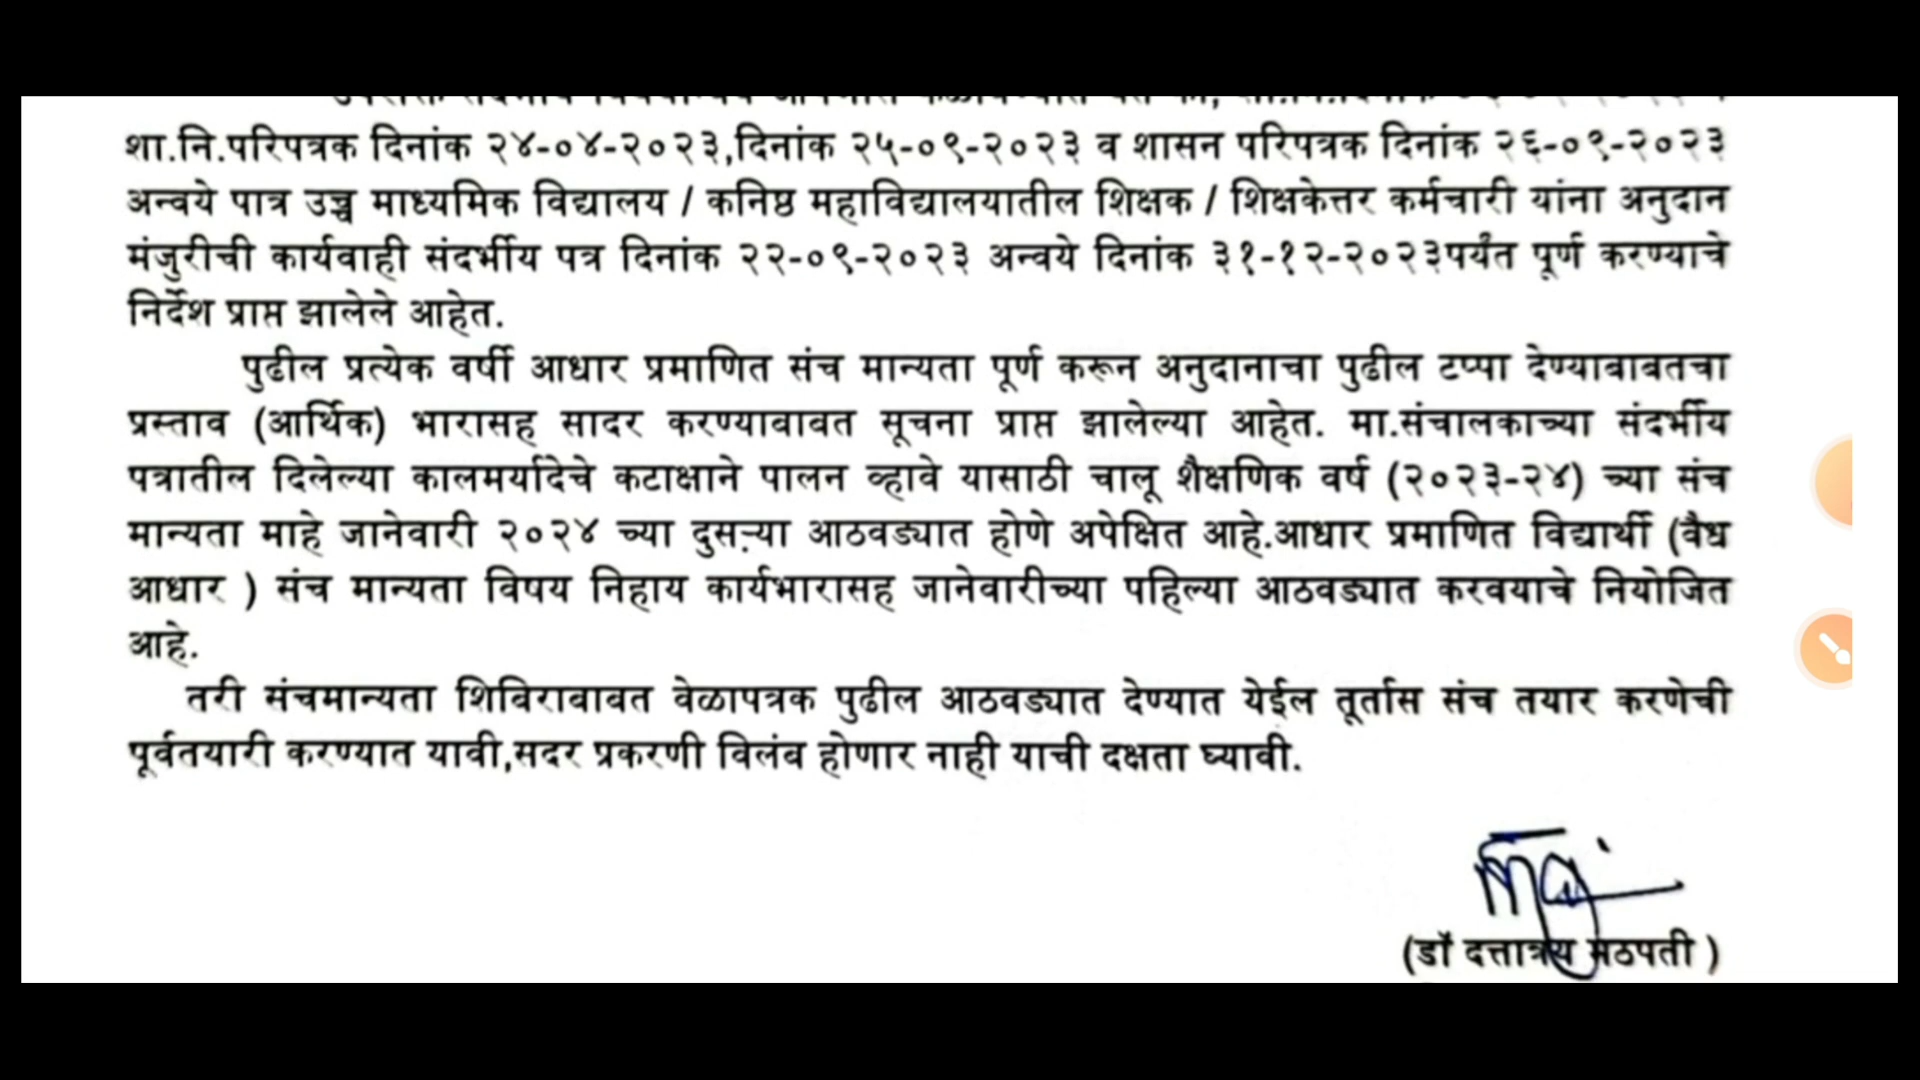 शा.नि.परिपत्रक दिनांक २४-०४-२०२३,दिनांक २५-०९-२०२३ व शासन परिपत्रक दिनांक २६-०९-२०२३
अन्वये पात्र उच्च माध्यमिक विद्यालय / कनिष्ठ महाविद्यालयातील शिक्षक / शिक्षकेत्तर कर्मचारी यांना अनुदान
मंजुरीची कार्यवाही संदर्भीय पत्र दिनांक २२-०९-२०२३ अन्वये दिनांक ३१-१२-२०२३पर्यंत पूर्ण करण्याचे
निर्देश प्राप्त झालेले आहेत.
पुढील प्रत्येक वर्षी आधार प्रमाणित संच मान्यता पूर्ण करून अनुदानाचा पुढील टप्पा देण्याबाबतचा
प्रस्ताव (आर्थिक) भारासह सादर करण्याबाबत सूचना प्राप्त झालेल्या आहेत. मा.संचालकाच्या संदर्भीय
पत्रातील दिलेल्या कालमर्यादेचे कटाक्षाने पालन व्हावे यासाठी चालू शैक्षणिक वर्ष (२०२३-२४) च्या संच
मान्यता माहे जानेवारी २०२४ च्या दुसऱ्या आठवड्यात होणे अपेक्षित आहे.आधार प्रमाणित विद्यार्थी (वैध
आधार ) संच मान्यता विषय निहाय कार्यभारासह जानेवारीच्या पहिल्या आठवड्यात करवयाचे नियोजित
आहे.
तरी संचमान्यता शिबिराबाबत वेळापत्रक पुढील आठवड्यात देण्यात येईल तूर्तास संच तयार करणेची
पूर्वतयारी करण्यात यावी,सदर प्रकरणी विलंब होणार नाही याची दक्षता घ्यावी.
(डॉ दत्तात्रय मठपती )